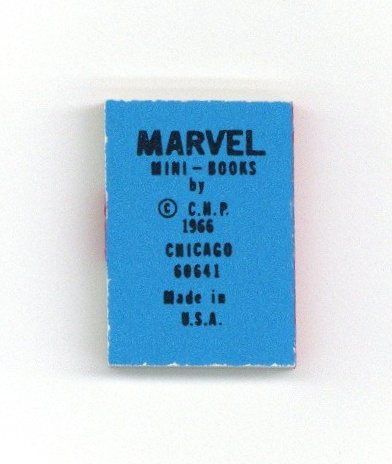 MARVEL
MINI-BOOKS
by
© C.N.P.
1966
CHICAGO
60641
Made in
U.S.A.